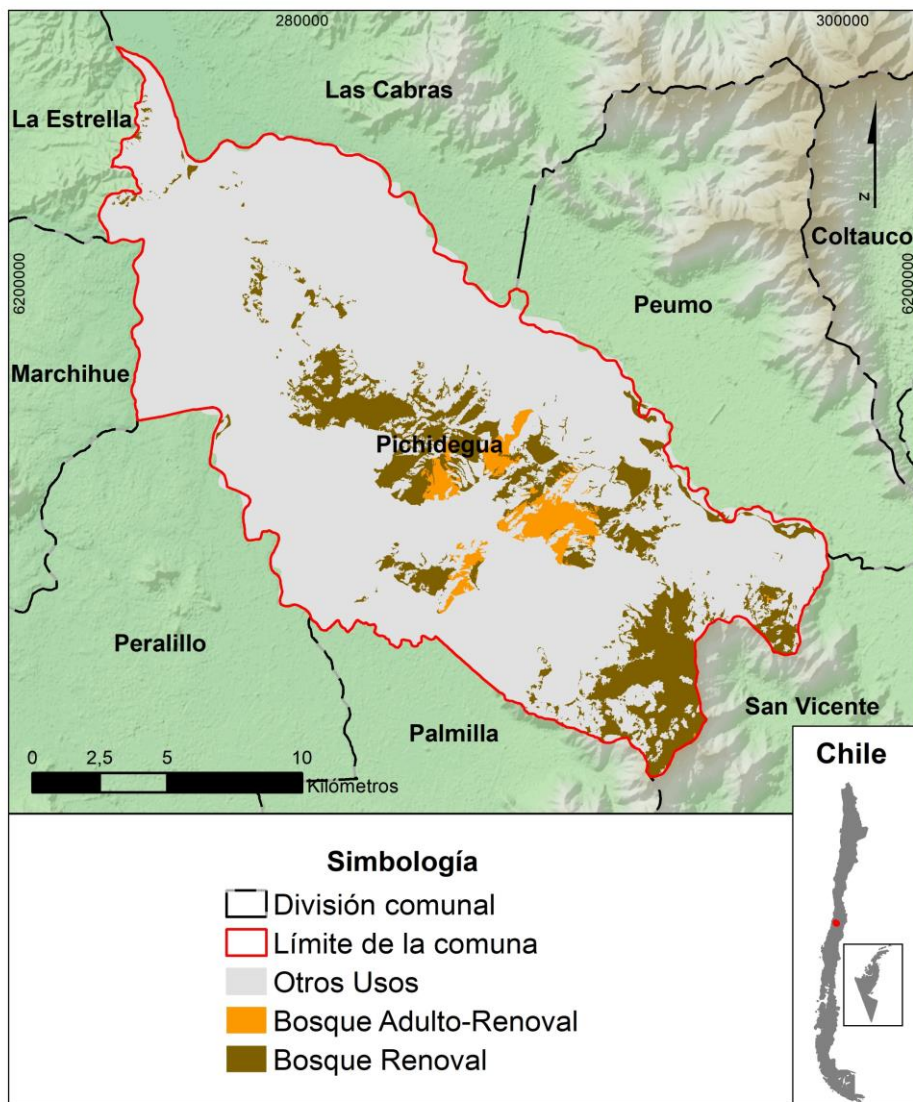 280000
300000
Las Cabras
La Estrella
N
Coltauco
6200000
6200000
Peumo
Marchihue
Pichidegua
Peralillo
San Vicente
Palmilla
0 2,5 5 10
Kilómetros
Chile
Simbología
División comunal
Límite de la comuna
Otros Usos
Bosque Adulto-Renoval
Bosque Renoval